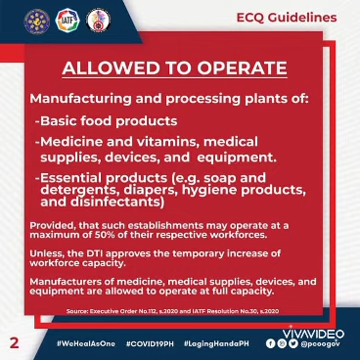 ECQ Guidelines
IATF
ALLOWED TO OPERATE
Manufacturing and processing plants of:
-Basic food products
-Medicine and vitamins, medical
supplies, devices, and equipment.
-Essential products (e.g. soap and
detergents, diapers, hygiene products,
and disinfectants)
Provided, that such establishments may operate at a
maximum of 50% of their respective workforces.
Unless, the DTI approves the temporary increase of
workforce capacity.
Manufacturers of medicine, medical supplies, devices, and
equipment are allowed to operate at full capacity.
Source: Executive Order No.112, s.2020 and IATF Resolution No.30, s.2020
VIVAVIDEO
2 #WeHealAsOne #COVID19PH #LagingHandaPH @pcoogov